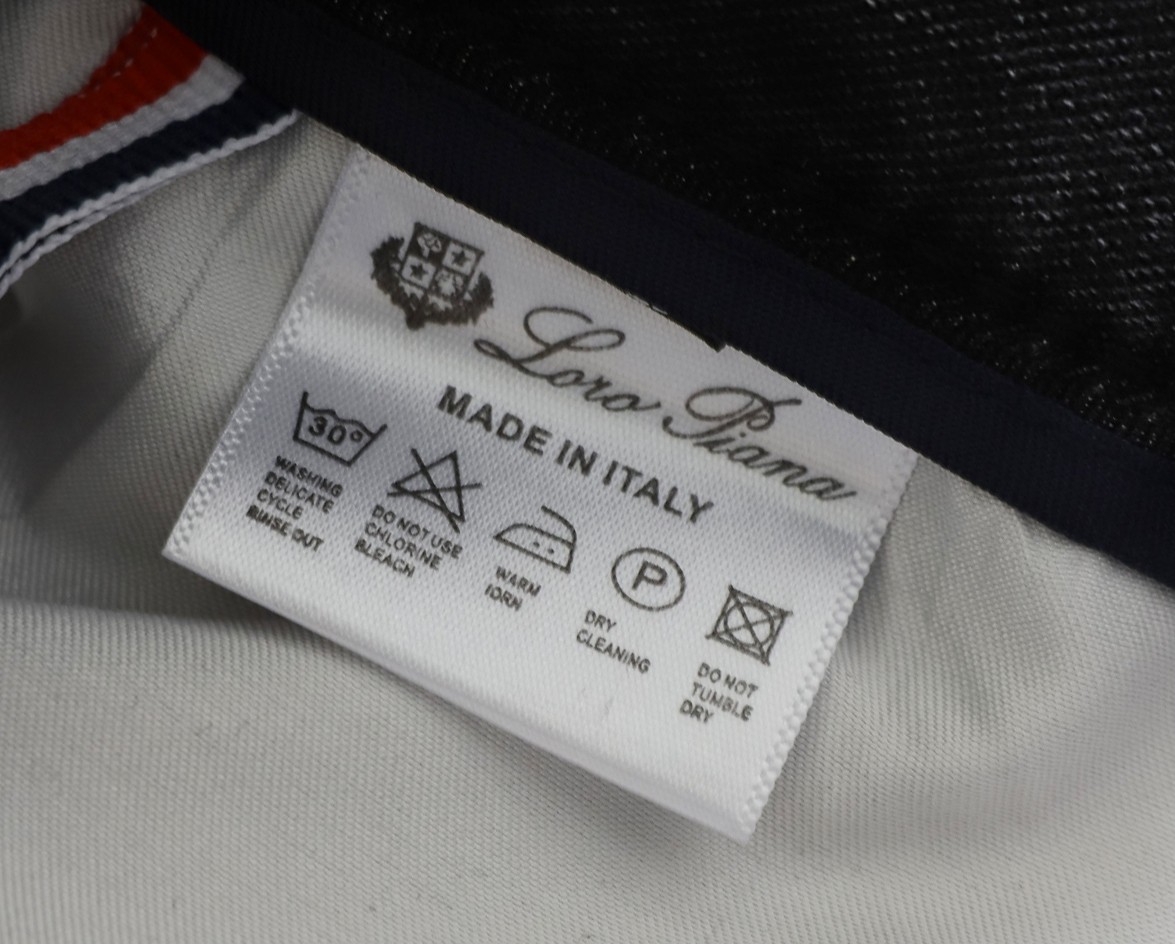 Loro Piana
MADE IN ITALY
30°
WASHING
DELICATE
CYCLE
RINSE OUT
DO NOT USE
CHLORINE
BLEACH
WARM
IORN
P
DRY
CLEANING
DO NOT
TUMBLE
DRY